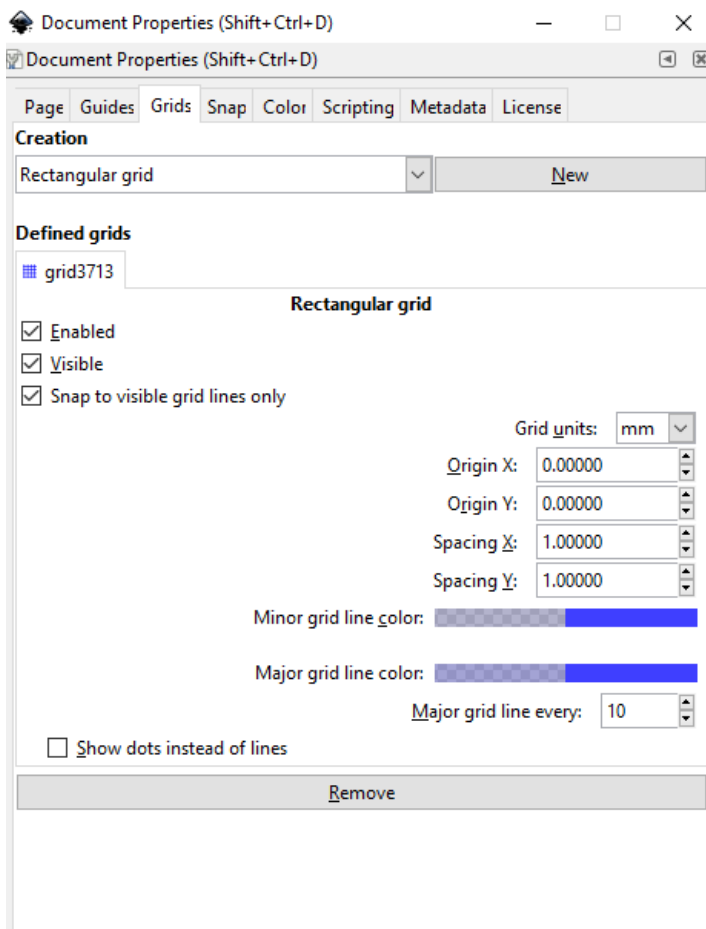 Document Properties (Shift+Ctrl+D)
Document Properties (Shift+Ctrl+D)
Page Guides Grids Snap Color Scripting Metadata License
Creation
Rectangular grid New
Defined grids
grid3713
Rectangular grid
Enabled
Visible
Snap to visible grid lines only
Grid units: mm
Origin X: 0.00000
Origin Y: 0.00000
Spacing X: 1.00000
Spacing Y: 1.00000
Minor grid line color:
Major grid line color:
Major grid line every: 10
Show dots instead of lines
Remove